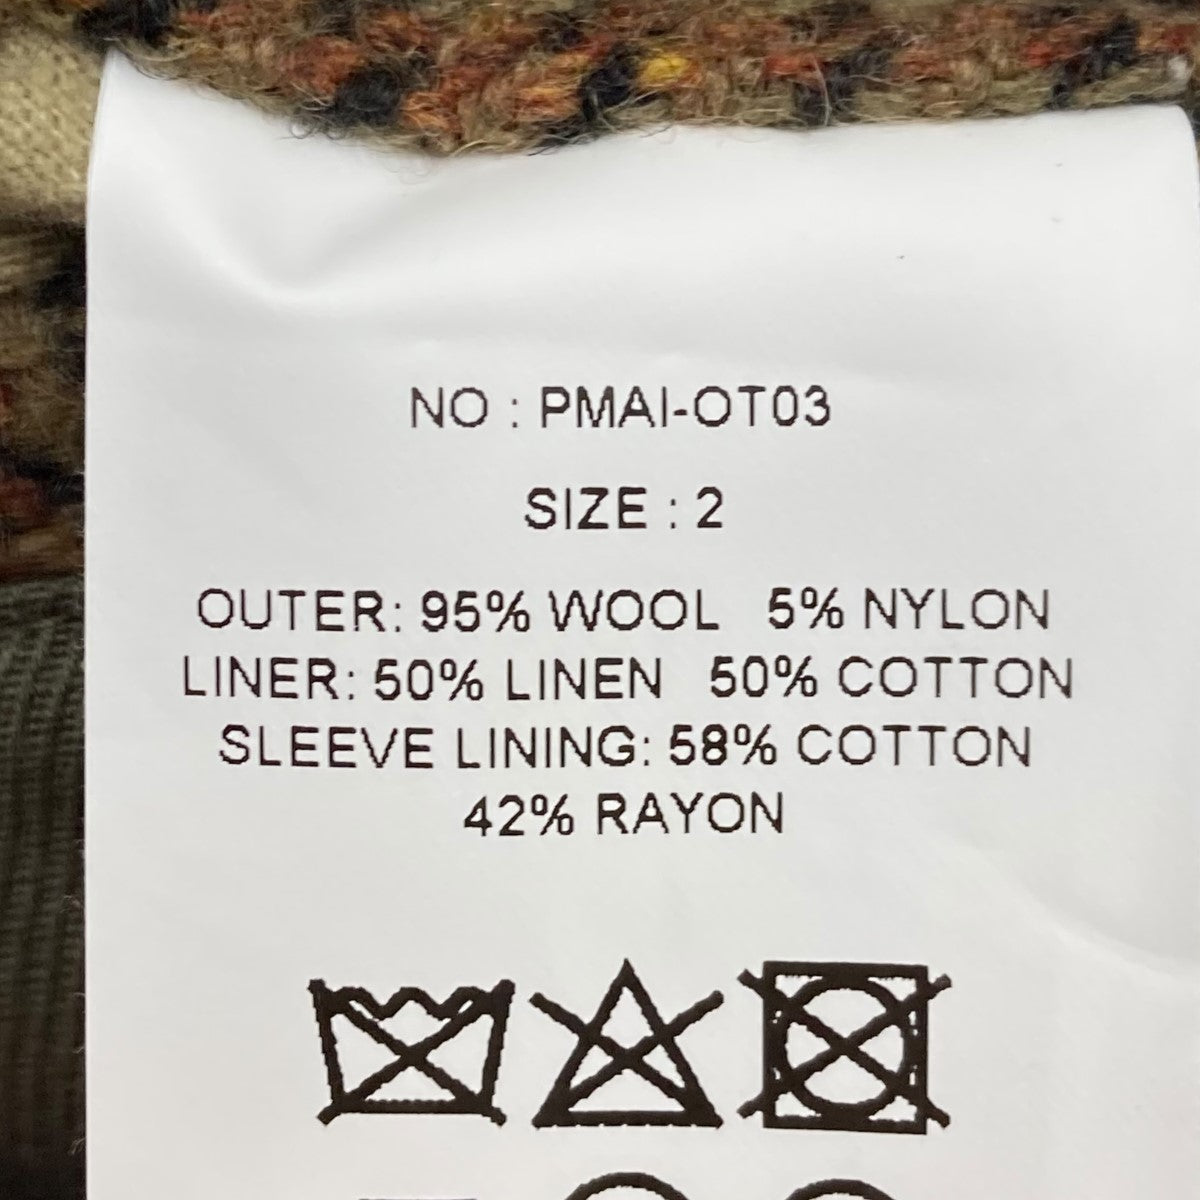 NO : PMAI-OT03
SIZE : 2
OUTER: 95% WOOL 5% NYLON
LINER: 50% LINEN 50% COTTON
SLEEVE LINING: 58% COTTON
42% RAYON